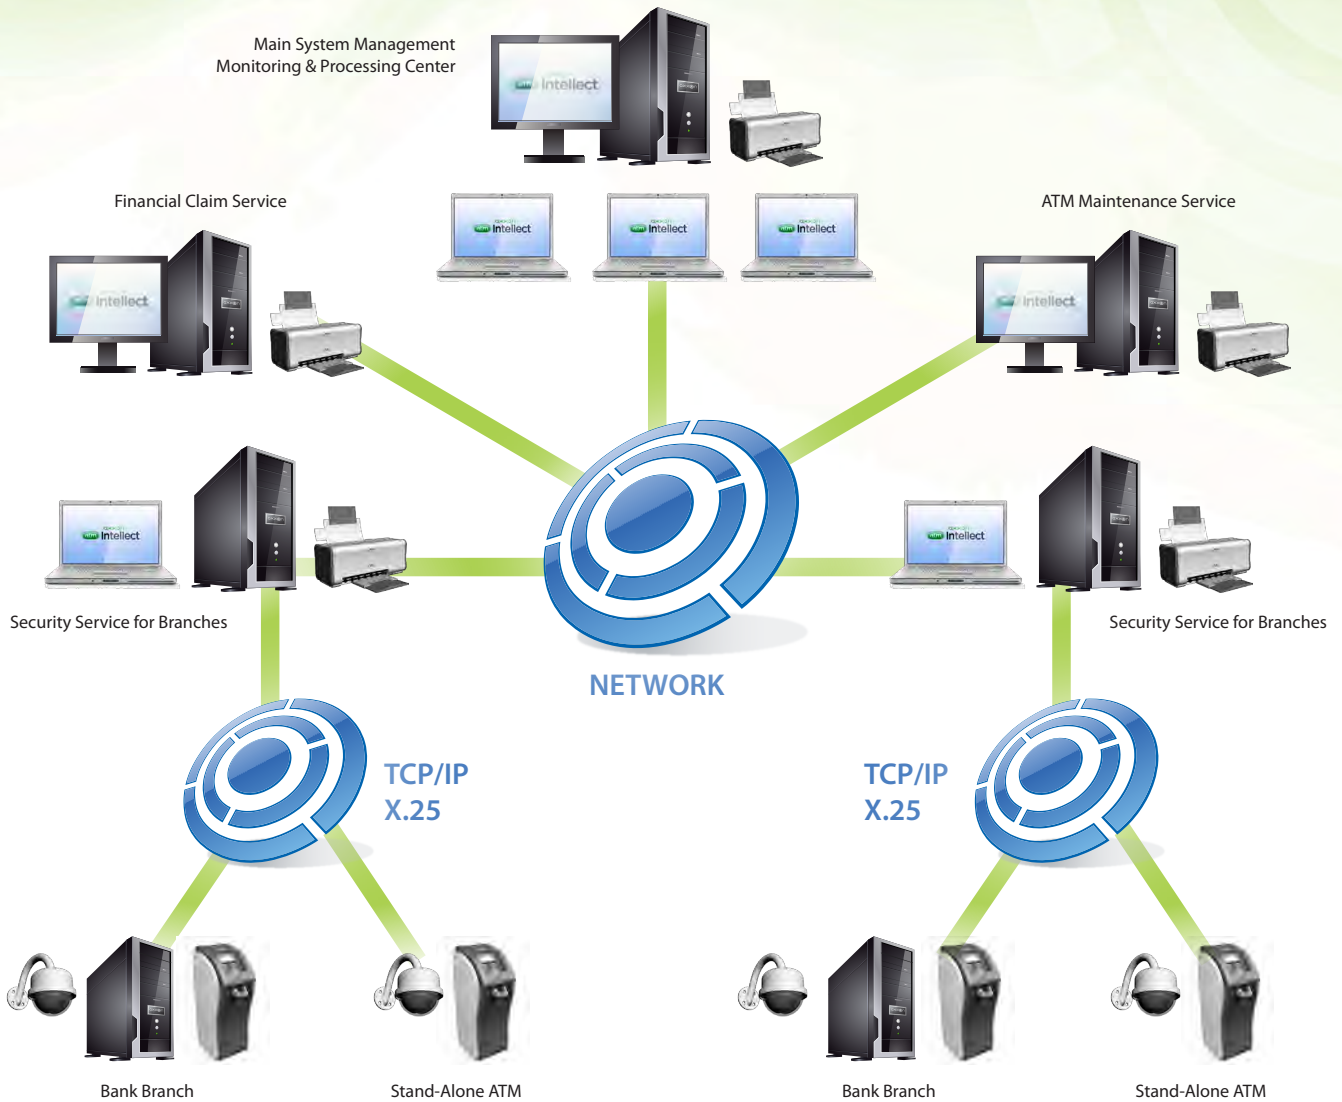 Main System Management
Monitoring & Processing Center
Intellect
Financial Claim Service
ATM Maintenance Service
Intellect
Intellect
Intellect
Intellect
Intellect
Intellect
Intellect
Security Service for Branches
Security Service for Branches
NETWORK
TCP/IP
X.25
TCP/IP
X.25
Bank Branch
Stand-Alone ATM
Bank Branch
Stand-Alone ATM